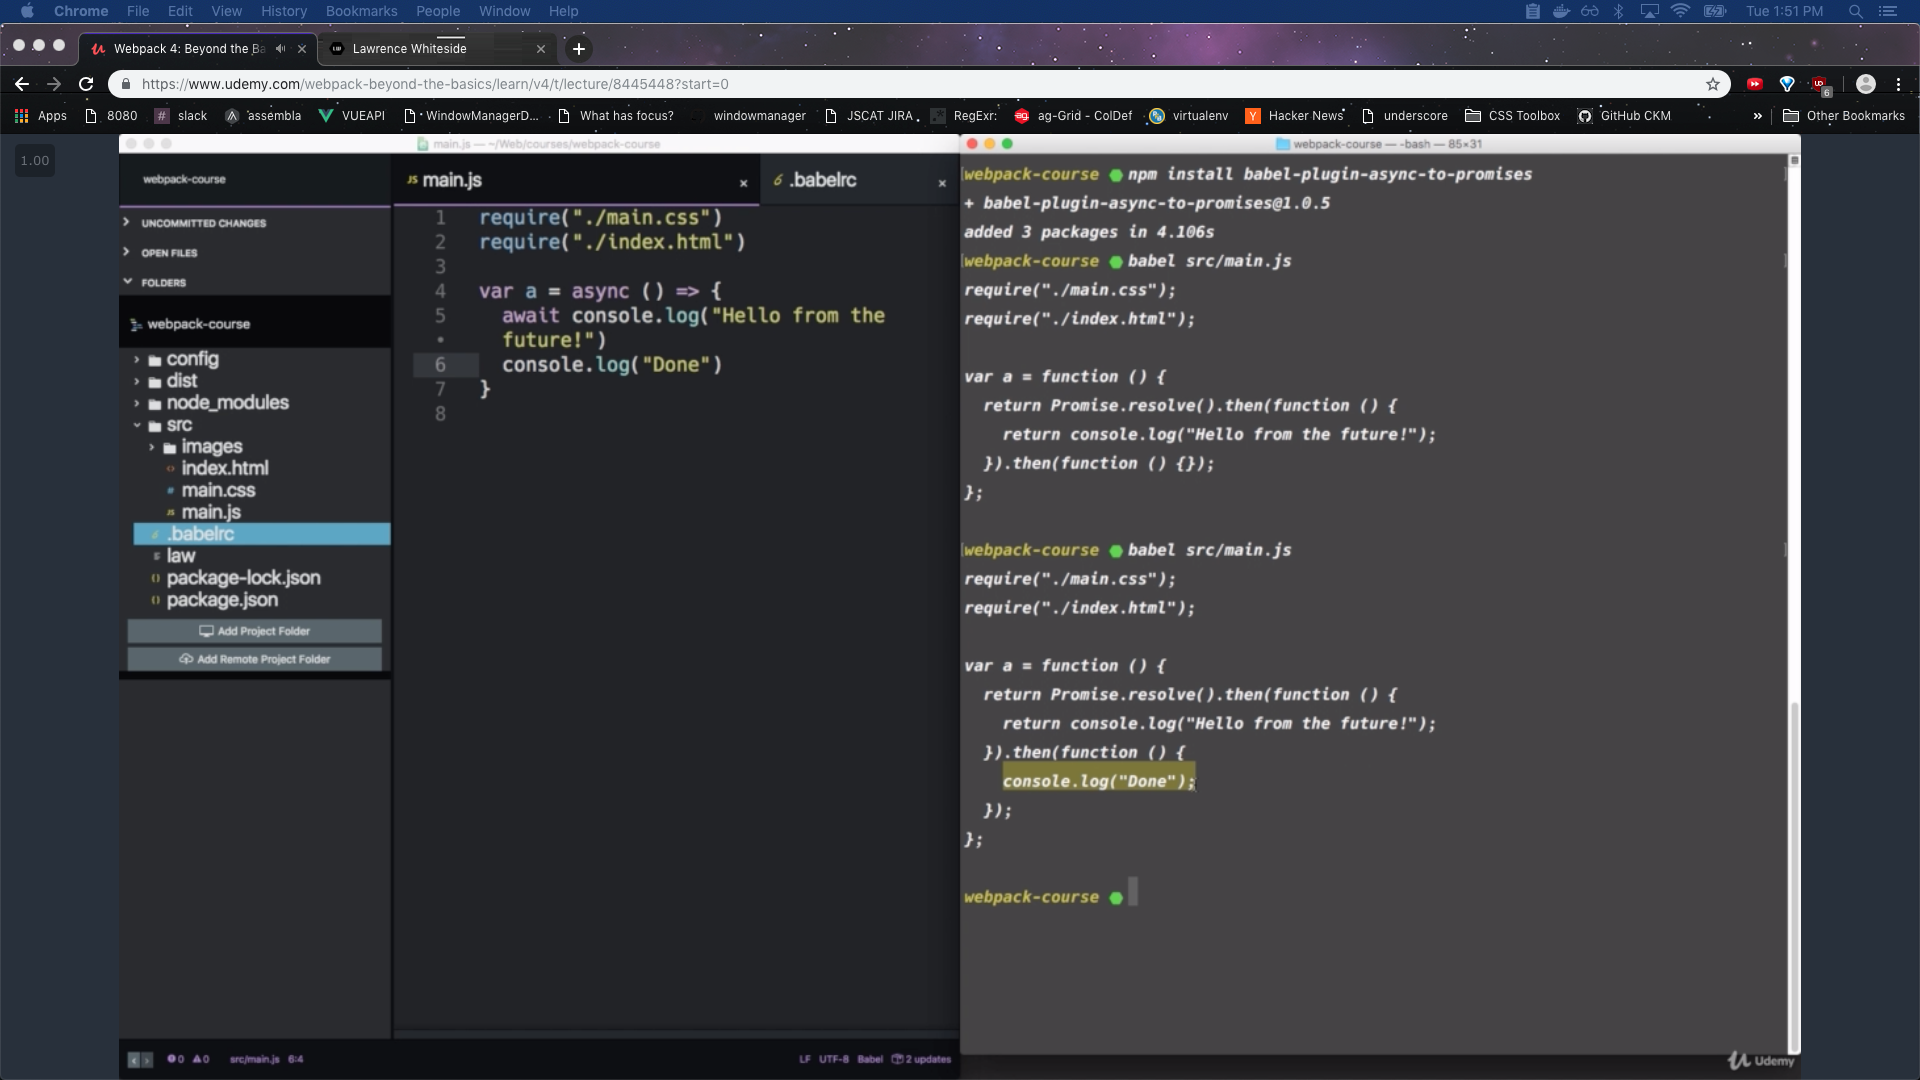 Chrome File Edit View History Bookmarks People Window Help Tue 1:51 PM
Webpack 4: Beyond the Ba
Lawrence Whiteside
https://www.udemy.com/webpack-beyond-the-basics/learn/v4/t/lecture/8445448?start=0
6
Apps 8080 slack assembla VUEAPI WindowManagerD... What has focus? windowmanager JSCAT JIRA RegExr: ag-Grid - ColDef virtualenv Hacker News underscore CSS Toolbox GitHub CKM » Other Bookmarks
1.00
main.js — ~/Web/courses/webpack-course
webpack-course
UNCOMMITTED CHANGES
OPEN FILES
FOLDERS
webpack-course
config
dist
node_modules
src
images
index.html
main.css
main.js
.babelrc
law
package-lock.json
package.json
Add Project Folder
Add Remote Project Folder
JS main.js ×
6 .babelrc ×
1 require("./main.css")
2 require("./index.html")
3
4 var a = async () => {
5 await console.log("Hello from the
• future!")
6 console.log("Done")
7 }
8
0 0 src/main.js 6:4 LF UTF-8 Babel 2 updates
webpack-course — -bash — 85×31
webpack-course npm install babel-plugin-async-to-promises
+ babel-plugin-async-to-promises@1.0.5
added 3 packages in 4.106s
webpack-course babel src/main.js
require("./main.css");
require("./index.html");
var a = function () {
return Promise.resolve().then(function () {
return console.log("Hello from the future!");
}).then(function () {});
};
webpack-course babel src/main.js
require("./main.css");
require("./index.html");
var a = function () {
return Promise.resolve().then(function () {
return console.log("Hello from the future!");
}).then(function () {
console.log("Done");
});
};
webpack-course
Udemy